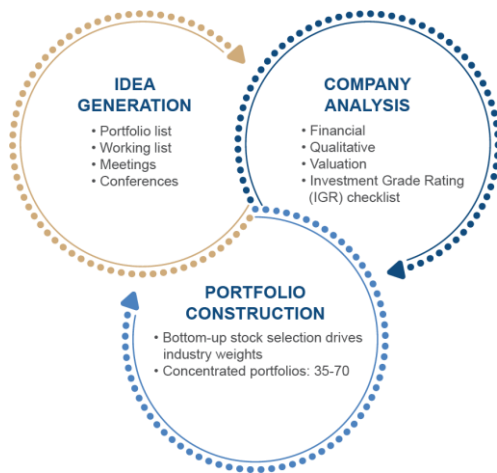 IDEA
GENERATION
• Portfolio list
• Working list
• Meetings
• Conferences
COMPANY
ANALYSIS
• Financial
• Qualitative
• Valuation
• Investment Grade Rating
(IGR) checklist
PORTFOLIO
CONSTRUCTION
• Bottom-up stock selection drives
industry weights
• Concentrated portfolios: 35-70